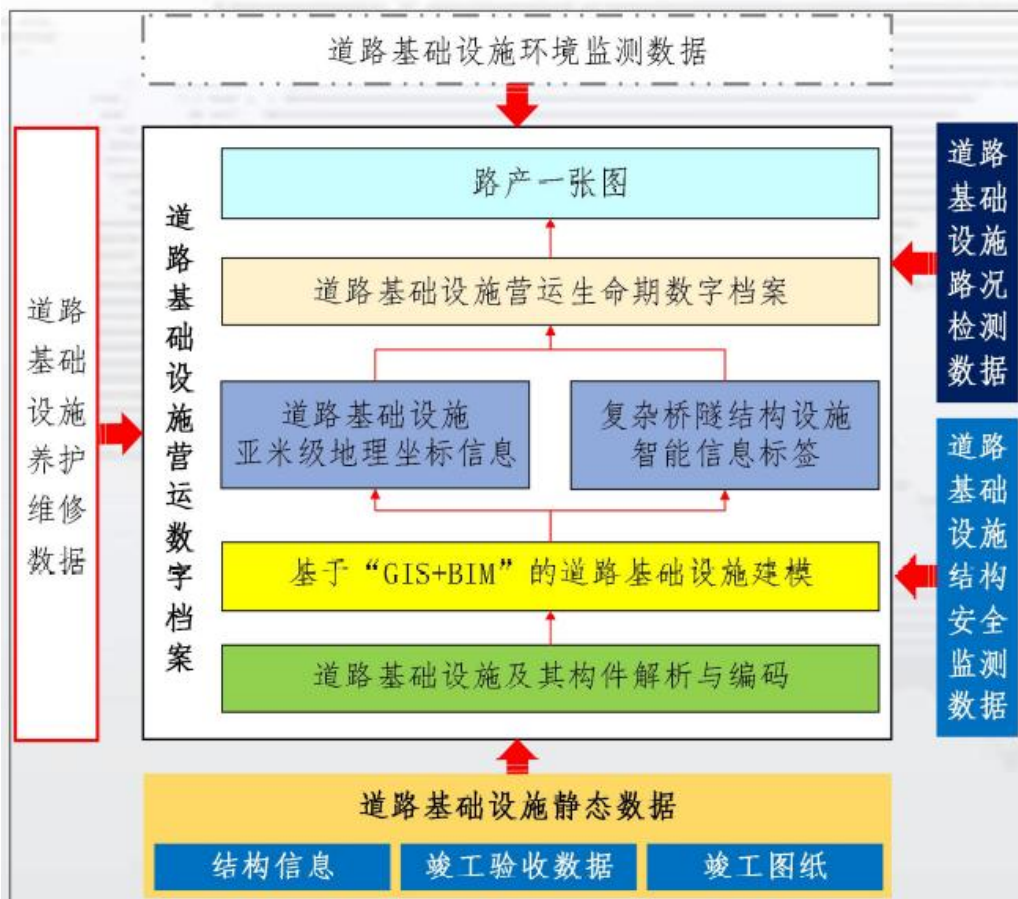 道路基础设施环境监测数据
道路
基础
设施
养护
维修
数据
道路基础设施营运数字档案
路产一张图
道路基础设施营运生命期数字档案
道路基础设施
亚米级地理坐标信息
复杂桥隧结构设施
智能信息标签
基于“GIS+BIM”的道路基础设施建模
道路基础设施及其构件解析与编码
道路
基础
设施
路况
检测
数据
道路
基础
设施
结构
安全
监测
数据
道路基础设施静态数据
结构信息
竣工验收数据
竣工图纸